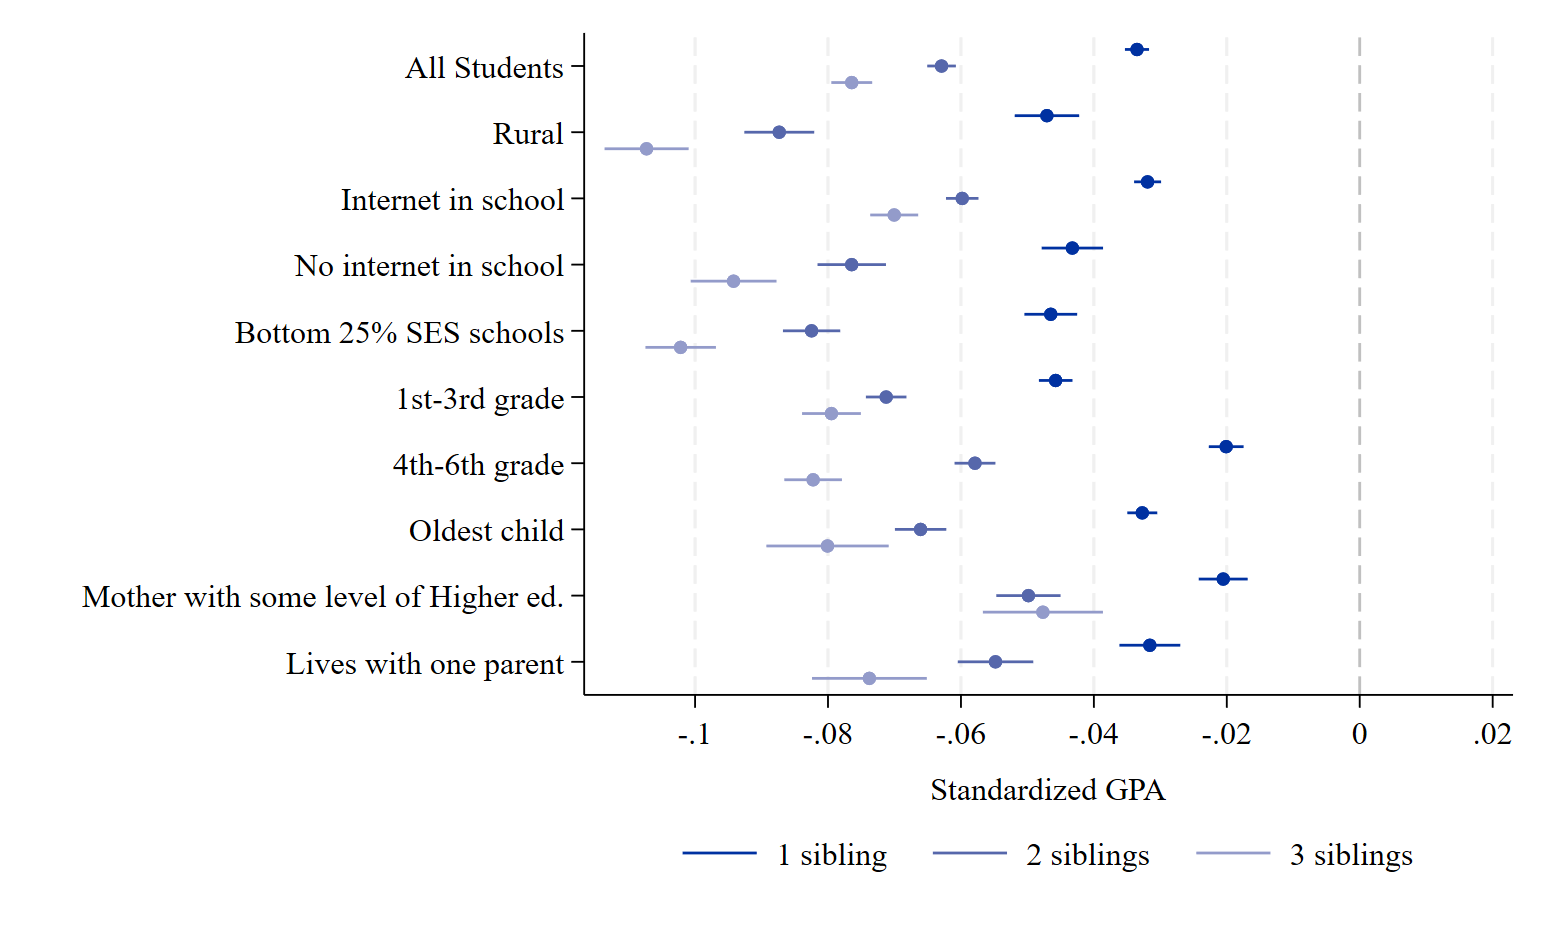 All Students
Rural
Internet in school
No internet in school
Bottom 25% SES schools
1st-3rd grade
4th-6th grade
Oldest child
Mother with some level of Higher ed.
Lives with one parent
-.1 -.08 -.06 -.04 -.02 0 .02
Standardized GPA
1 sibling 2 siblings 3 siblings